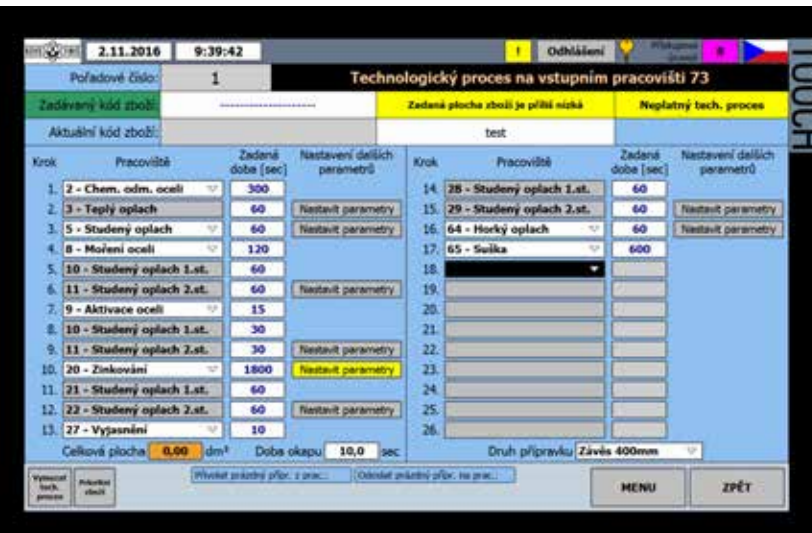 2.11.2016 9:39:42 ! Odhlášení
TOUCH
Pořadové číslo: 1 Technologický proces na vstupním pracovišti 73
Zadávaný kód zboží: --------------------- Zadaná plocha zboží je příliš nízká Neplatný tech. proces
Aktuální kód zboží: test
Krok Pracoviště Zadaná doba [sec] Nastavení dalších parametrů Krok Pracoviště Zadaná doba [sec] Nastavení dalších parametrů
1. 2 - Chem. odm. oceli 300 14. 28 - Studený oplach 1.st. 60
2. 3 - Teplý oplach 60 Nastavit parametry 15. 29 - Studený oplach 2.st. 60 Nastavit parametry
3. 5 - Studený oplach 60 Nastavit parametry 16. 64 - Horký oplach 60 Nastavit parametry
4. 8 - Moření oceli 120 17. 65 - Suška 600
5. 10 - Studený oplach 1.st. 60 18.
6. 11 - Studený oplach 2.st. 60 Nastavit parametry 19.
7. 9 - Aktivace oceli 15 20.
8. 10 - Studený oplach 1.st. 30 21.
9. 11 - Studený oplach 2.st. 30 Nastavit parametry 22.
10. 20 - Zinkování 1800 Nastavit parametry 23.
11. 21 - Studený oplach 1.st. 60 24.
12. 22 - Studený oplach 2.st. 60 Nastavit parametry 25.
13. 27 - Vyjasnění 10 26.
Celková plocha 0,00 dm² Doba okapu 10,0 sec Druh přípravku Závěs 400mm
Vymazat tech. proces zboží Přivolat prázdný příp. z prac... Odeslat prázdný příp. na prac... MENU ZPĚT